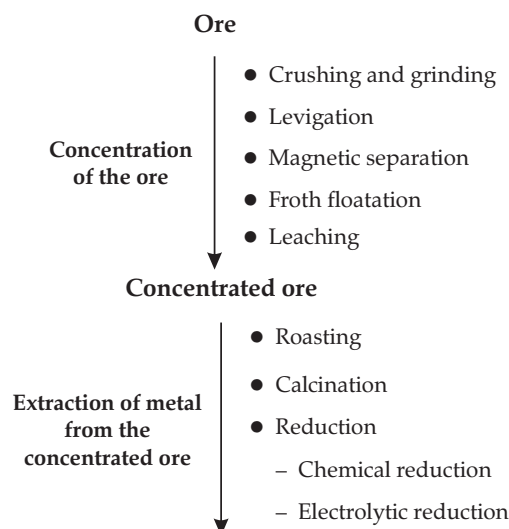 Ore
● Crushing and grinding
● Levigation
Concentration
of the ore
● Magnetic separation
● Froth floatation
● Leaching
Concentrated ore
● Roasting
● Calcination
Extraction of metal
from the
concentrated ore
● Reduction
– Chemical reduction
– Electrolytic reduction